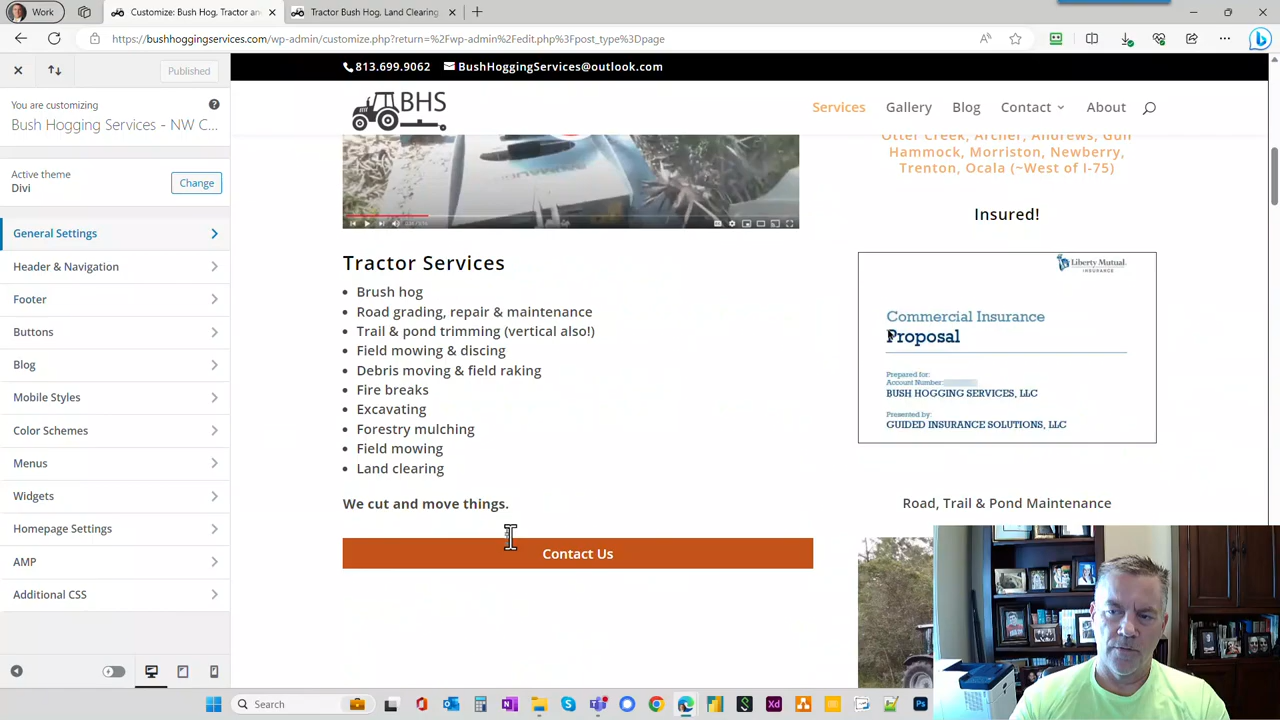 Work
Customize: Bush Hog, Tractor an
Tractor Bush Hog, Land Clearing
https://bushhoggingservices.com/wp-admin/customize.php?return=%2Fwp-admin%2Fedit.php%3Fpost_type%3Dpage
Published
You are customizing
Bush Hogging Services - NW C...
Active theme
Divi
Change
General Settings
Header & Navigation
Footer
Buttons
Blog
Mobile Styles
Color Schemes
Menus
Widgets
Homepage Settings
AMP
Additional CSS
813.699.9062
BushHoggingServices@outlook.com
BHS
Services
Gallery
Blog
Contact
About
Tractor Services
Brush hog
Road grading, repair & maintenance
Trail & pond trimming (vertical also!)
Field mowing & discing
Debris moving & field raking
Fire breaks
Excavating
Forestry mulching
Field mowing
Land clearing
We cut and move things.
Contact Us
Otter Creek, Archer, Andrews, Gulf
Hammock, Morriston, Newberry,
Trenton, Ocala (~West of I-75)
Insured!
Liberty Mutual.
INSURANCE
Commercial Insurance
Proposal
Prepared for:
Account Number:
BUSH HOGGING SERVICES, LLC
Presented by:
GUIDED INSURANCE SOLUTIONS, LLC
Road, Trail & Pond Maintenance
Search